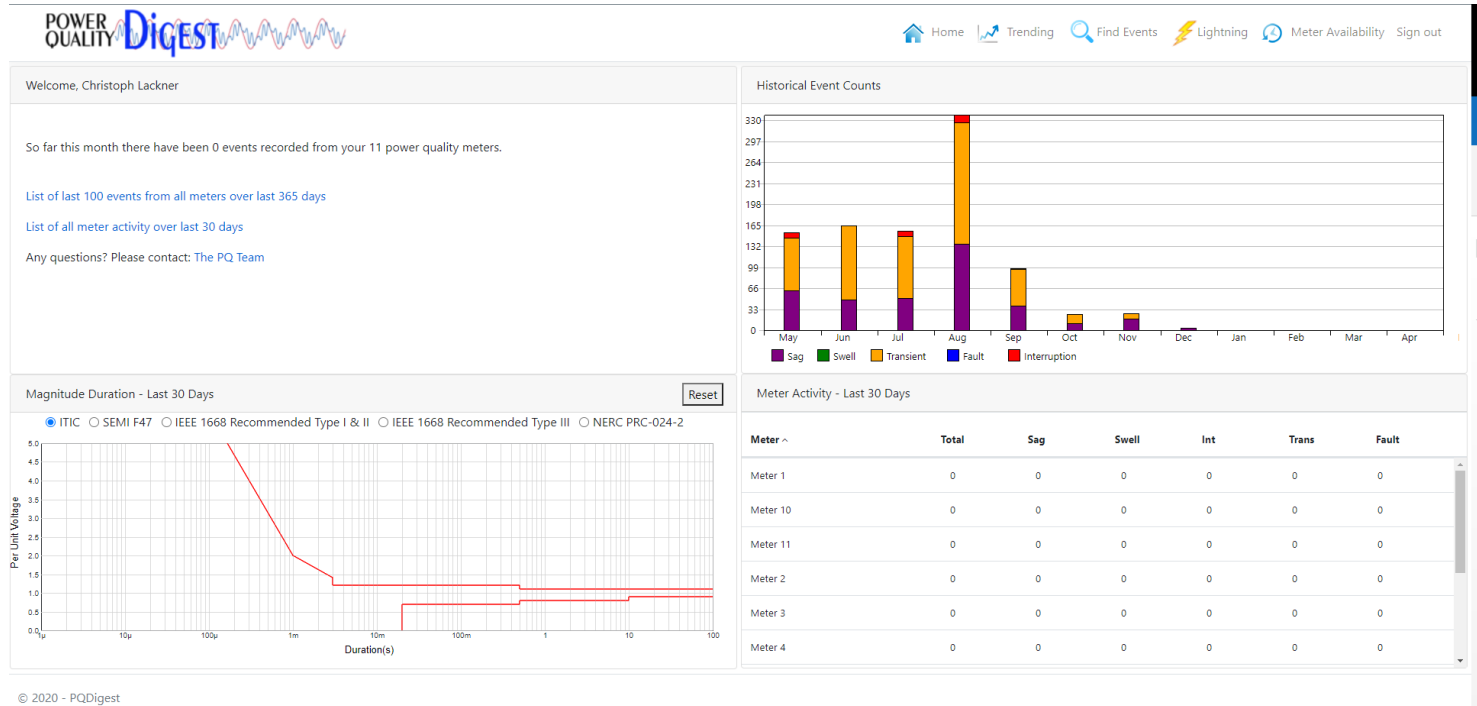 POWER QUALITY DiGEST
Home Trending Find Events Lightning Meter Availability Sign out
Welcome, Christoph Lackner
So far this month there have been 0 events recorded from your 11 power quality meters.
List of last 100 events from all meters over last 365 days
List of all meter activity over last 30 days
Any questions? Please contact: The PQ Team
Historical Event Counts
330
297
264
231
198
165
132
99
66
33
0
May Jun Jul Aug Sep Oct Nov Dec Jan Feb Mar Apr
Sag Swell Transient Fault Interruption
Magnitude Duration - Last 30 Days Reset
ITIC SEMI F47 IEEE 1668 Recommended Type I & II IEEE 1668 Recommended Type III NERC PRC-024-2
Per Unit Voltage
5.0
4.5
4.0
3.5
3.0
2.5
2.0
1.5
1.0
0.5
0.0
1µ 10µ 100µ 1m 10m 100m 1 10 100
Duration(s)
Meter Activity - Last 30 Days
Meter Total Sag Swell Int Trans Fault
Meter 1 0 0 0 0 0 0
Meter 10 0 0 0 0 0 0
Meter 11 0 0 0 0 0 0
Meter 2 0 0 0 0 0 0
Meter 3 0 0 0 0 0 0
Meter 4 0 0 0 0 0 0
© 2020 - PQDigest